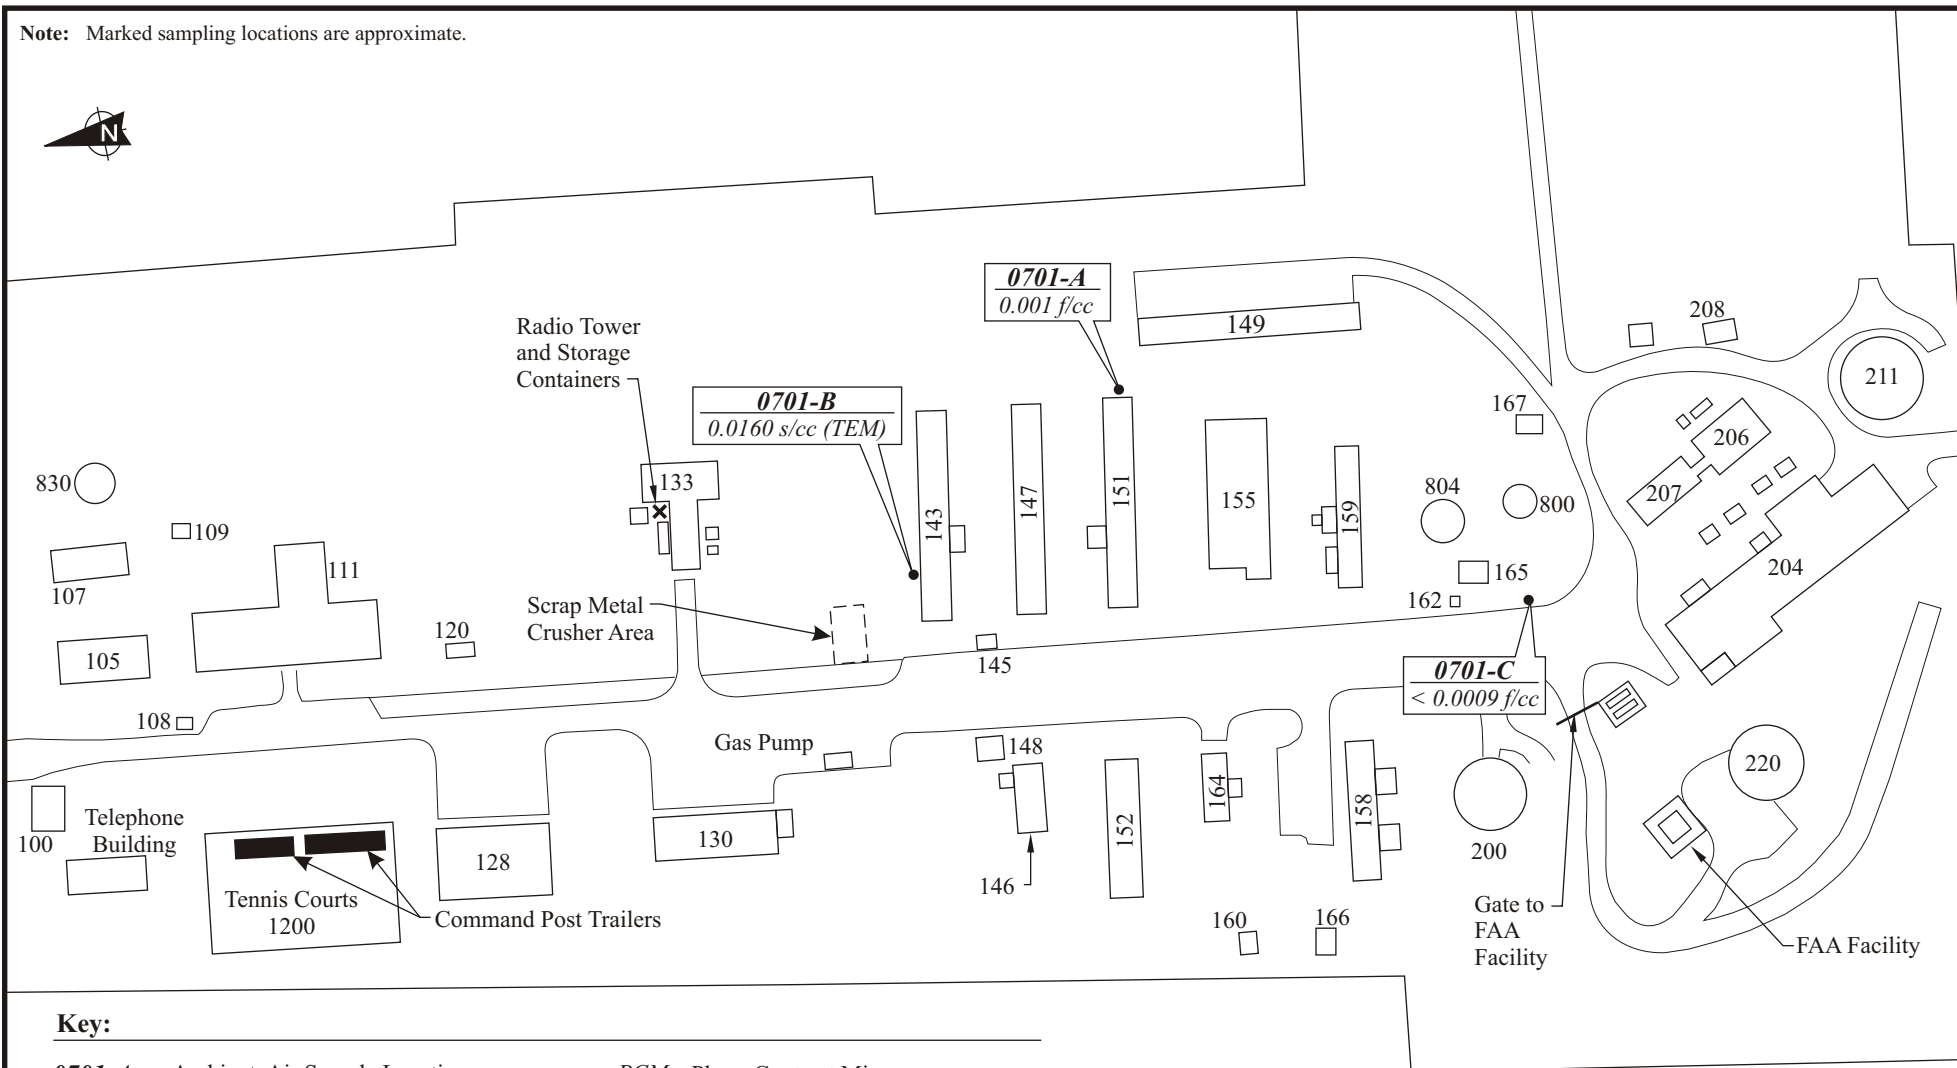 Note: Marked sampling locations are approximate.
N
0701-A
0.001 f/cc
149
208
211
Radio Tower
and Storage
Containers
0701-B
0.0160 s/cc (TEM)
167
206
207
830
133
109
143
147
151
155
159
804
800
111
107
165
204
162
Scrap Metal
Crusher Area
120
105
145
0701-C
< 0.0009 f/cc
108
Gas Pump
148
220
164
158
100
Telephone
Building
130
152
128
200
146
Tennis Courts
1200
Command Post Trailers
160
166
Gate to
FAA
Facility
FAA Facility
Key: